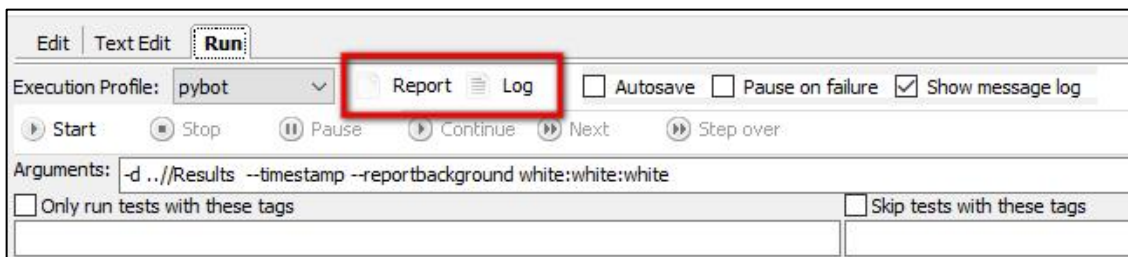 Edit Text Edit Run
Execution Profile: pybot Report Log Autosave Pause on failure Show message log
Start Stop Pause Continue Next Step over
Arguments: -d ..//Results --timestamp --reportbackground white:white:white
Only run tests with these tags Skip tests with these tags